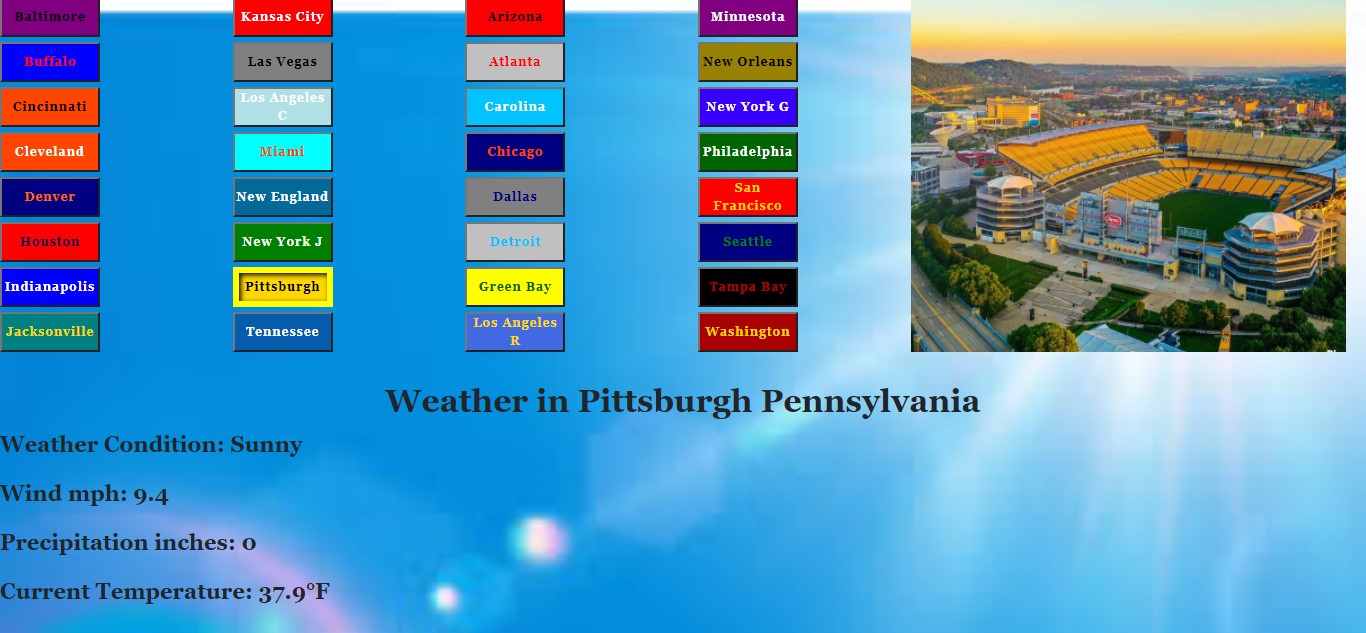 Baltimore
Kansas City
Arizona
Minnesota
Buffalo
Las Vegas
Atlanta
New Orleans
Cincinnati
Los Angeles
C
Carolina
New York G
Cleveland
Miami
Chicago
Philadelphia
Denver
New England
Dallas
San
Francisco
Houston
New York J
Detroit
Seattle
Indianapolis
Pittsburgh
Green Bay
Tampa Bay
Jacksonville
Tennessee
Los Angeles
R
Washington
Weather in Pittsburgh Pennsylvania
Weather Condition: Sunny
Wind mph: 9.4
Precipitation inches: 0
Current Temperature: 37.9°F